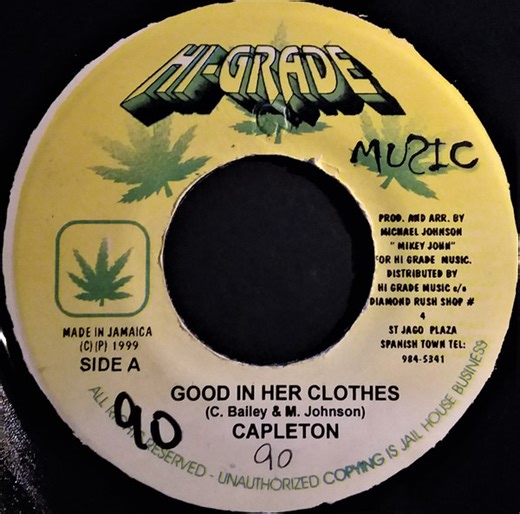 HI-GRADE
MUSIC
PROD. AND ARR. BY
MICHAEL JOHNSON
"MIKEY JOHN"
FOR HI GRADE MUSIC.
DISTRIBUTED BY
HI GRADE MUSIC c/o
DIAMOND RUSH SHOP #
4
ST JAGO PLAZA
SPANISH TOWN TEL:
984-5341
MADE IN JAMAICA
(C)(P) 1999
SIDE A
GOOD IN HER CLOTHES
(C. Bailey & M. Johnson)
CAPLETON
90
90
ALL RIGHTS RESERVED - UNAUTHORIZED COPYING IS JAIL HOUSE BUSINESS